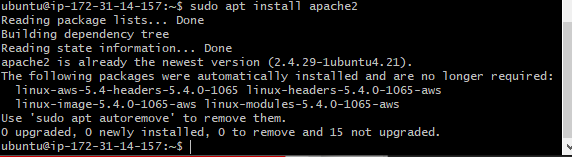 ubuntu@ip-172-31-14-157:~$ sudo apt install apache2
Reading package lists... Done
Building dependency tree
Reading state information... Done
apache2 is already the newest version (2.4.29-1ubuntu4.21).
The following packages were automatically installed and are no longer required:
  linux-aws-5.4-headers-5.4.0-1065 linux-headers-5.4.0-1065-aws
  linux-image-5.4.0-1065-aws linux-modules-5.4.0-1065-aws
Use 'sudo apt autoremove' to remove them.
0 upgraded, 0 newly installed, 0 to remove and 15 not upgraded.
ubuntu@ip-172-31-14-157:~$